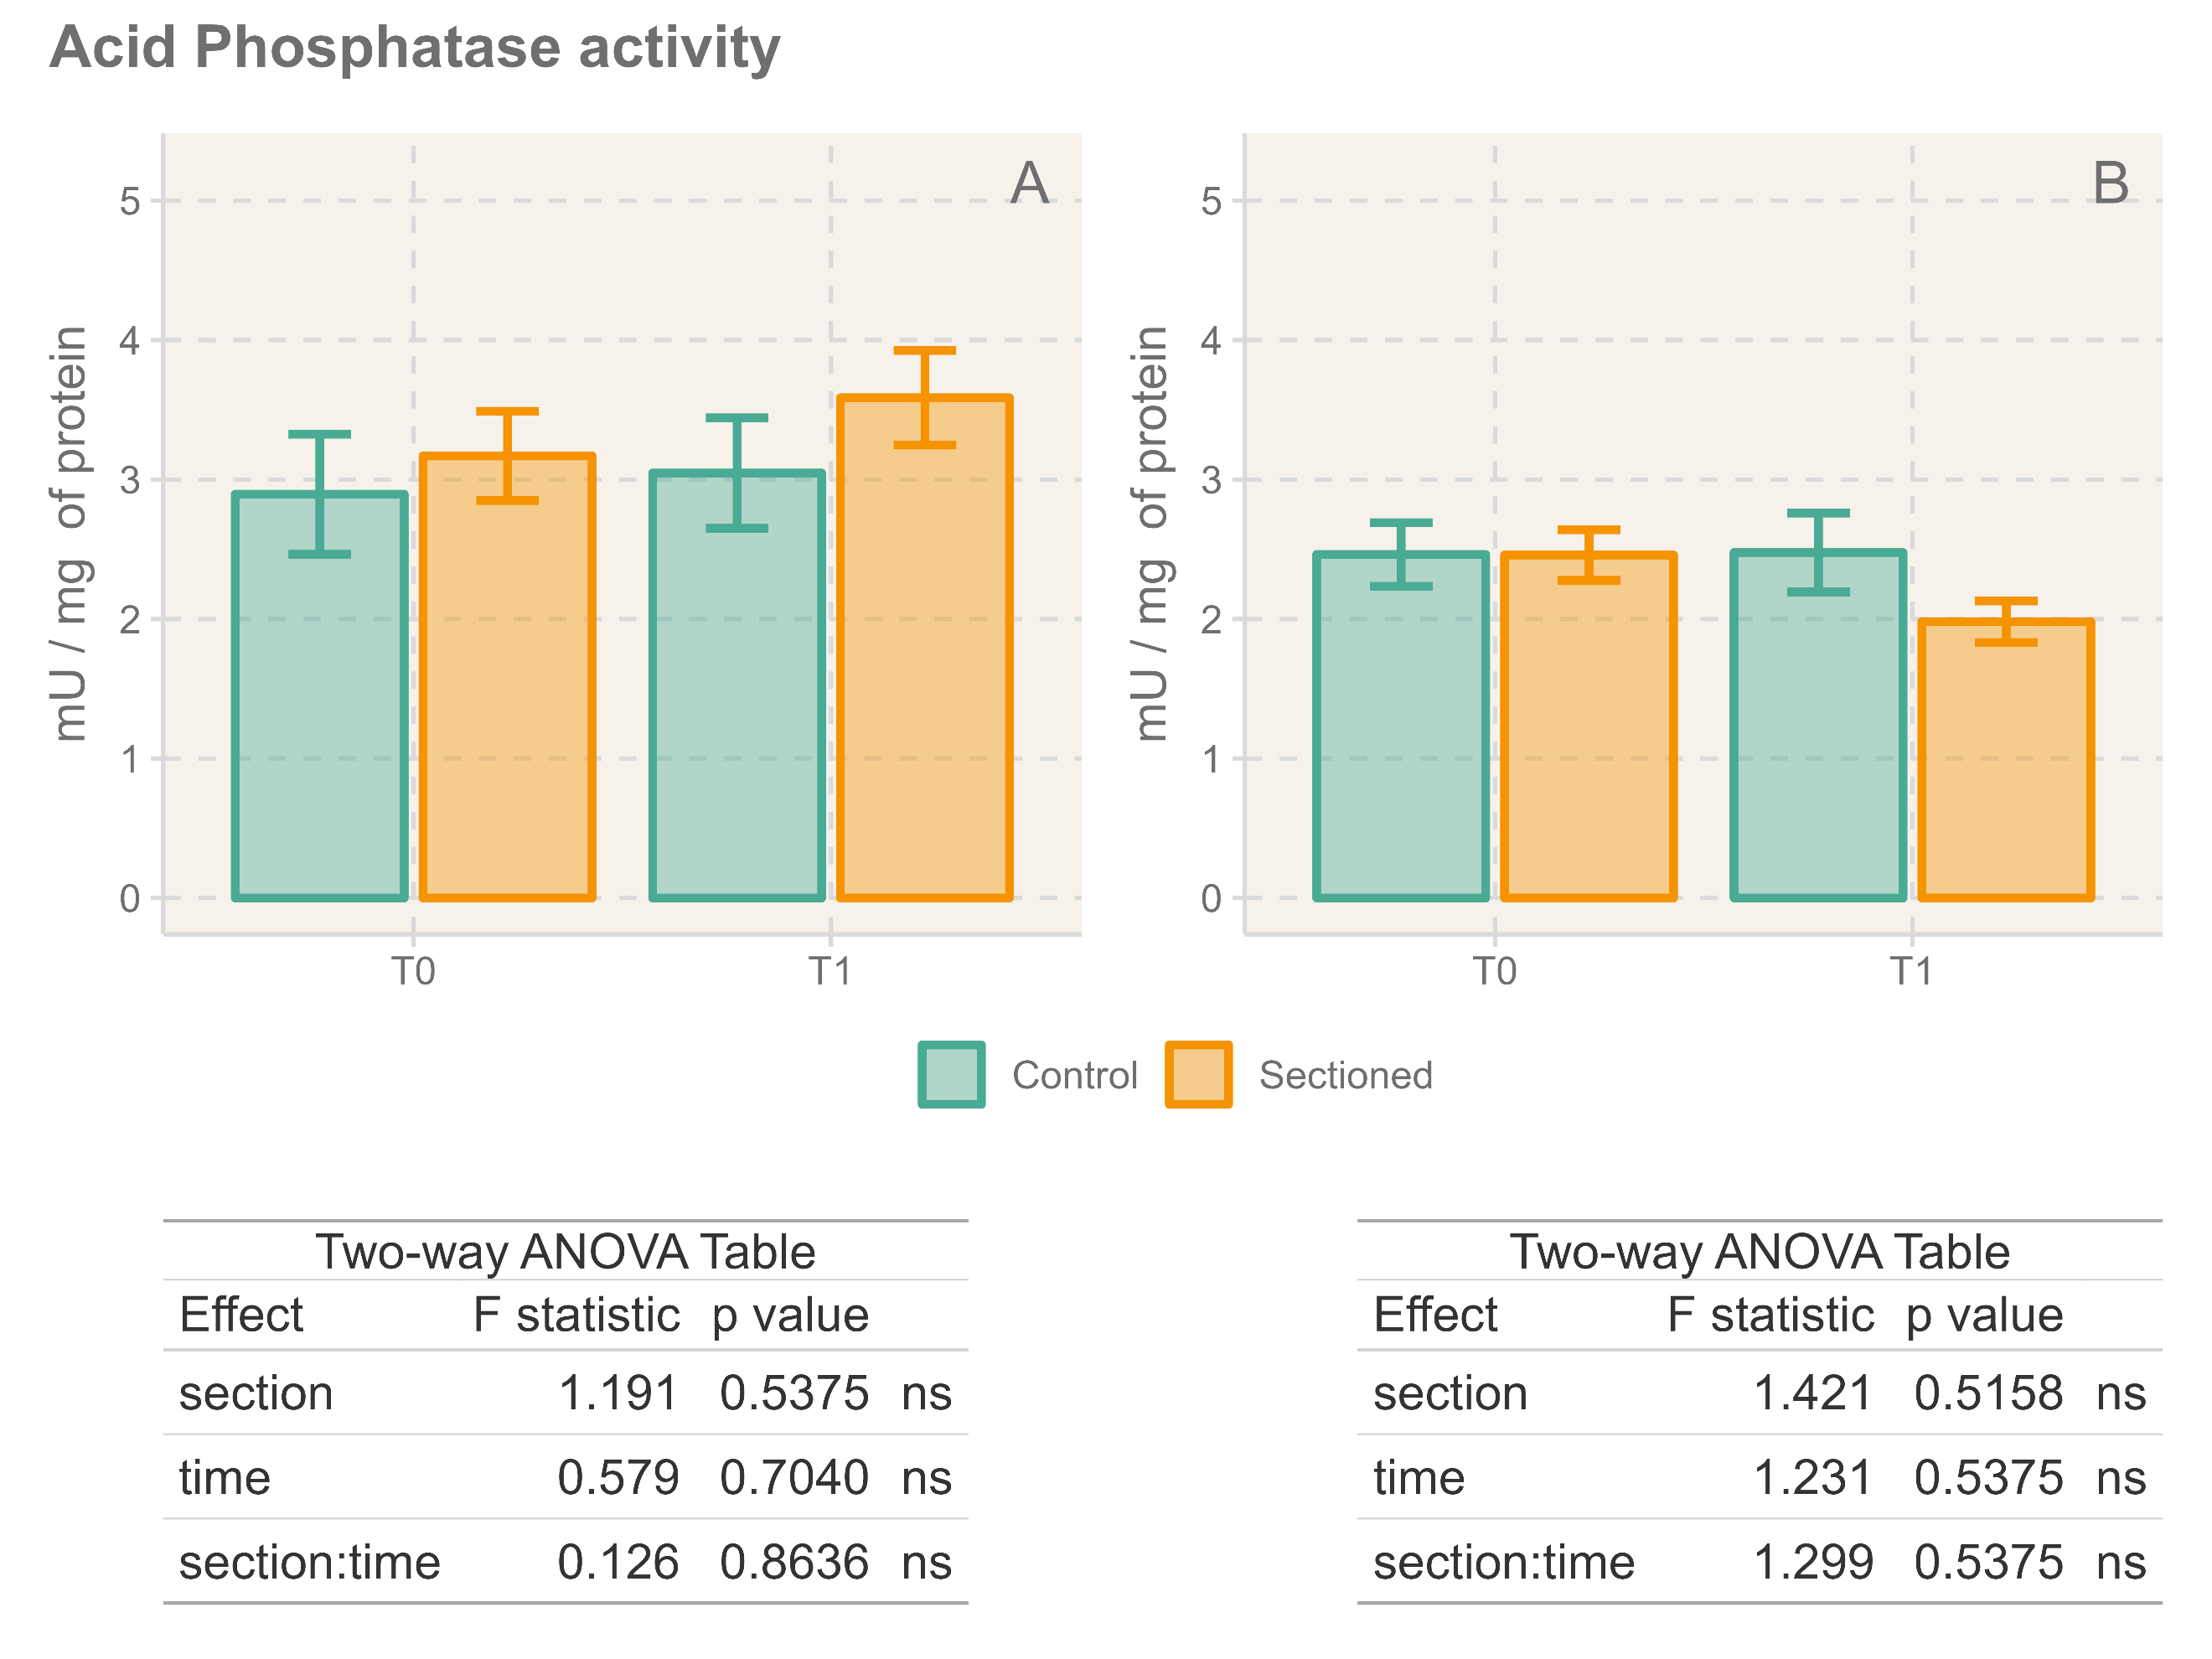 Acid Phosphatase activity
A
5
4
3
2
1
0
mU / mg of protein
T0 T1
B
5
4
3
2
1
0
mU / mg of protein
T0 T1
Control Sectioned
Two-way ANOVA Table
Effect F statistic p value
section 1.191 0.5375 ns
time 0.579 0.7040 ns
section:time 0.126 0.8636 ns
Two-way ANOVA Table
Effect F statistic p value
section 1.421 0.5158 ns
time 1.231 0.5375 ns
section:time 1.299 0.5375 ns